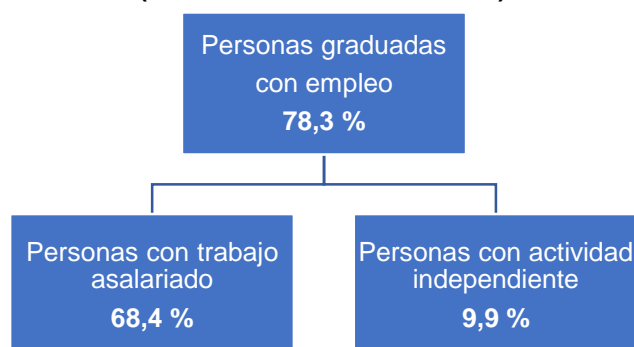 Personas graduadas
con empleo
78,3 %
Personas con trabajo
asalariado
68,4 %
Personas con actividad
independiente
9,9 %